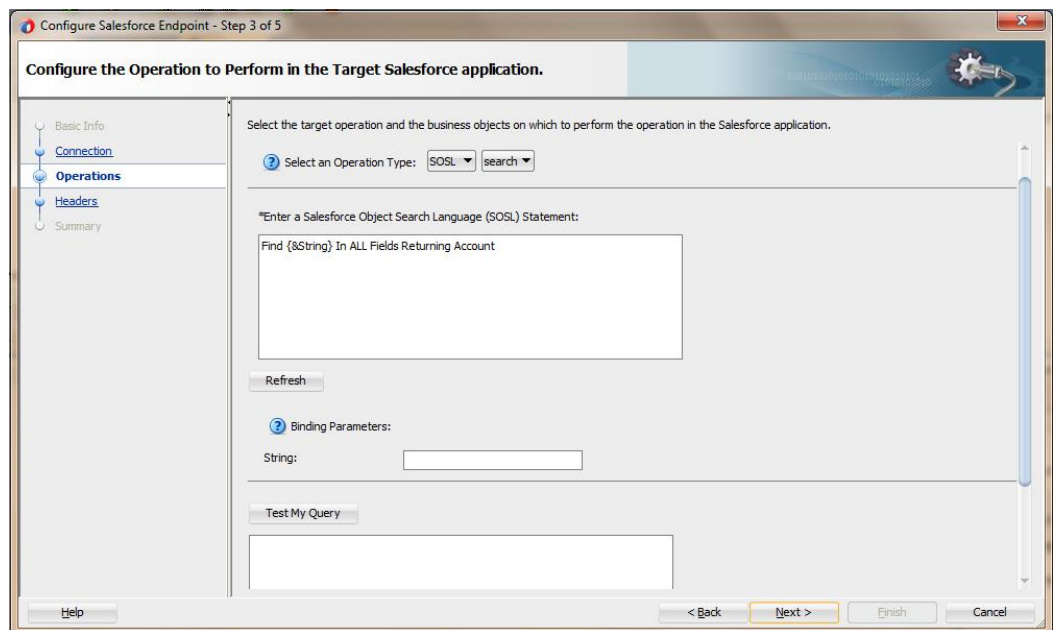 Configure Salesforce Endpoint - Step 3 of 5
Configure the Operation to Perform in the Target Salesforce application.
Basic Info
Connection
Operations
Headers
Summary
Select the target operation and the business objects on which to perform the operation in the Salesforce application.
Select an Operation Type: SOSL search
*Enter a Salesforce Object Search Language (SOSL) Statement:
Find {&String} In ALL Fields Returning Account
Refresh
Binding Parameters:
String:
Test My Query
Help
< Back Next > Finish Cancel